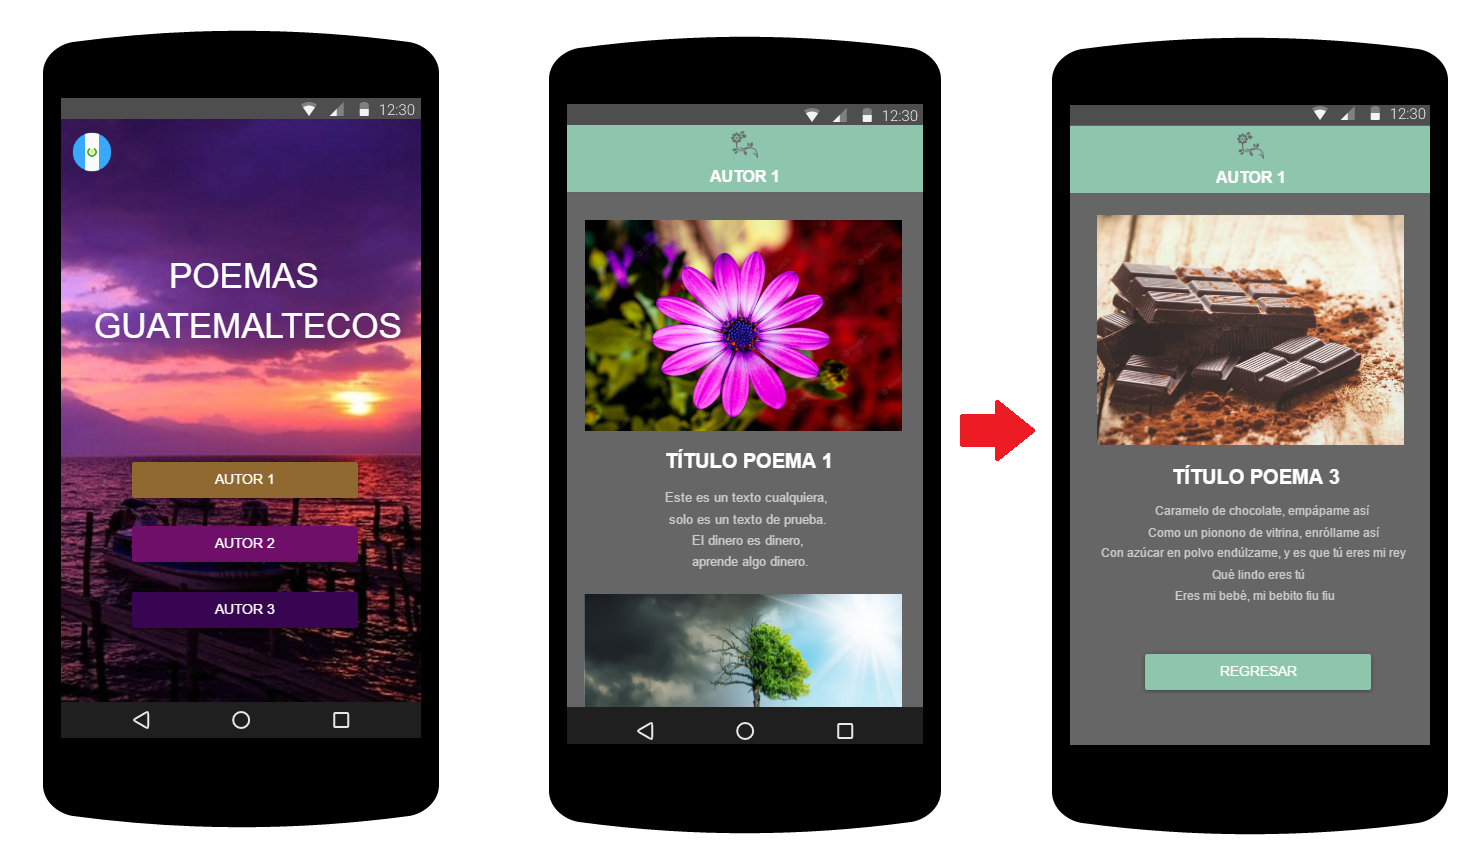 12:30
POEMAS
GUATEMALTECOS
AUTOR 1
AUTOR 2
AUTOR 3
12:30
AUTOR 1
TÍTULO POEMA 1
Este es un texto cualquiera,
solo es un texto de prueba.
El dinero es dinero,
aprende algo dinero.
12:30
AUTOR 1
TÍTULO POEMA 3
Caramelo de chocolate, empápame así
Como un pionono de vitrina, enróllame así
Con azúcar en polvo endúlzame, y es que tú eres mi rey
Qué lindo eres tú
Eres mi bebé, mi bebito fiu fiu
REGRESAR